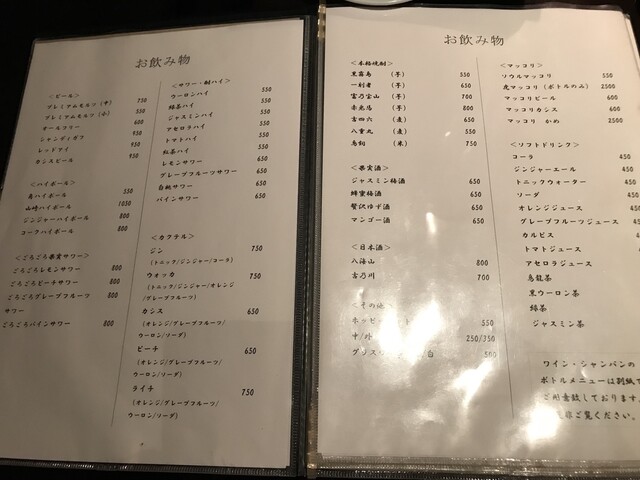 お飲み物
＜ビール＞
プレミアムモルツ（中） 750
プレミアムモルツ（小） 550
オールフリー 600
シャンディガフ 950
レッドアイ 950
カシスビール 950
＜ハイボール＞
角ハイボール 550
山崎ハイボール 1050
ジンジャーハイボール 800
コークハイボール 800
＜ごろごろ果実サワー＞
ごろごろレモンサワー 800
ごろごろピーチサワー 800
ごろごろグレープフルーツ 800
サワー
ごろごろパインサワー 800
＜サワー・酎ハイ＞
ウーロンハイ 550
緑茶ハイ 550
ジャスミンハイ 550
アセロラハイ 550
トマトハイ 550
紅茶ハイ 550
レモンサワー 650
グレープフルーツサワー 650
白桃サワー 650
パインサワー 650
＜カクテル＞
ジン 750
(トニック/ジンジャー/コーラ)
ウォッカ 750
(トニック/ジンジャー/オレンジ
/グレープフルーツ)
カシス 650
(オレンジ/グレープフルーツ/
ウーロン/ソーダ)
ピーチ 650
(オレンジ/グレープフルーツ/
ウーロン/ソーダ)
ライチ 750
(オレンジ/グレープフルーツ/
ウーロン/ソーダ)
お飲み物
＜本格焼酎＞
黒霧島 （芋） 550
一刻者 （芋） 650
富乃宝山 （芋） 700
赤兎馬 （芋） 800
吉四六 （麦） 650
八重丸 （麦） 550
鳥飼 （米） 750
＜果実酒＞
ジャスミン梅酒 650
蜂蜜梅酒 650
贅沢ゆず酒 650
マンゴー酒 650
＜日本酒＞
八海山 800
吉乃川 700
＜その他
ホッピー 550
中/外 250/350
グラスワイン 白 500
＜マッコリ＞
ソウルマッコリ 550
虎マッコリ（ボトルのみ） 2500
マッコリビール 600
マッコリカシス 600
マッコリ かめ 2500
＜ソフトドリンク＞
コーラ 450
ジンジャーエール 450
トニックウォーター 450
ソーダ 450
オレンジジュース 450
グレープフルーツジュース 450
カルピス 450
トマトジュース 450
アセロラジュース 450
烏龍茶
黒ウーロン茶
緑茶
ジャスミン茶
ワイン・シャンパンの
ボトルメニューは別紙
ご用意致しております。
非ご覧ください。